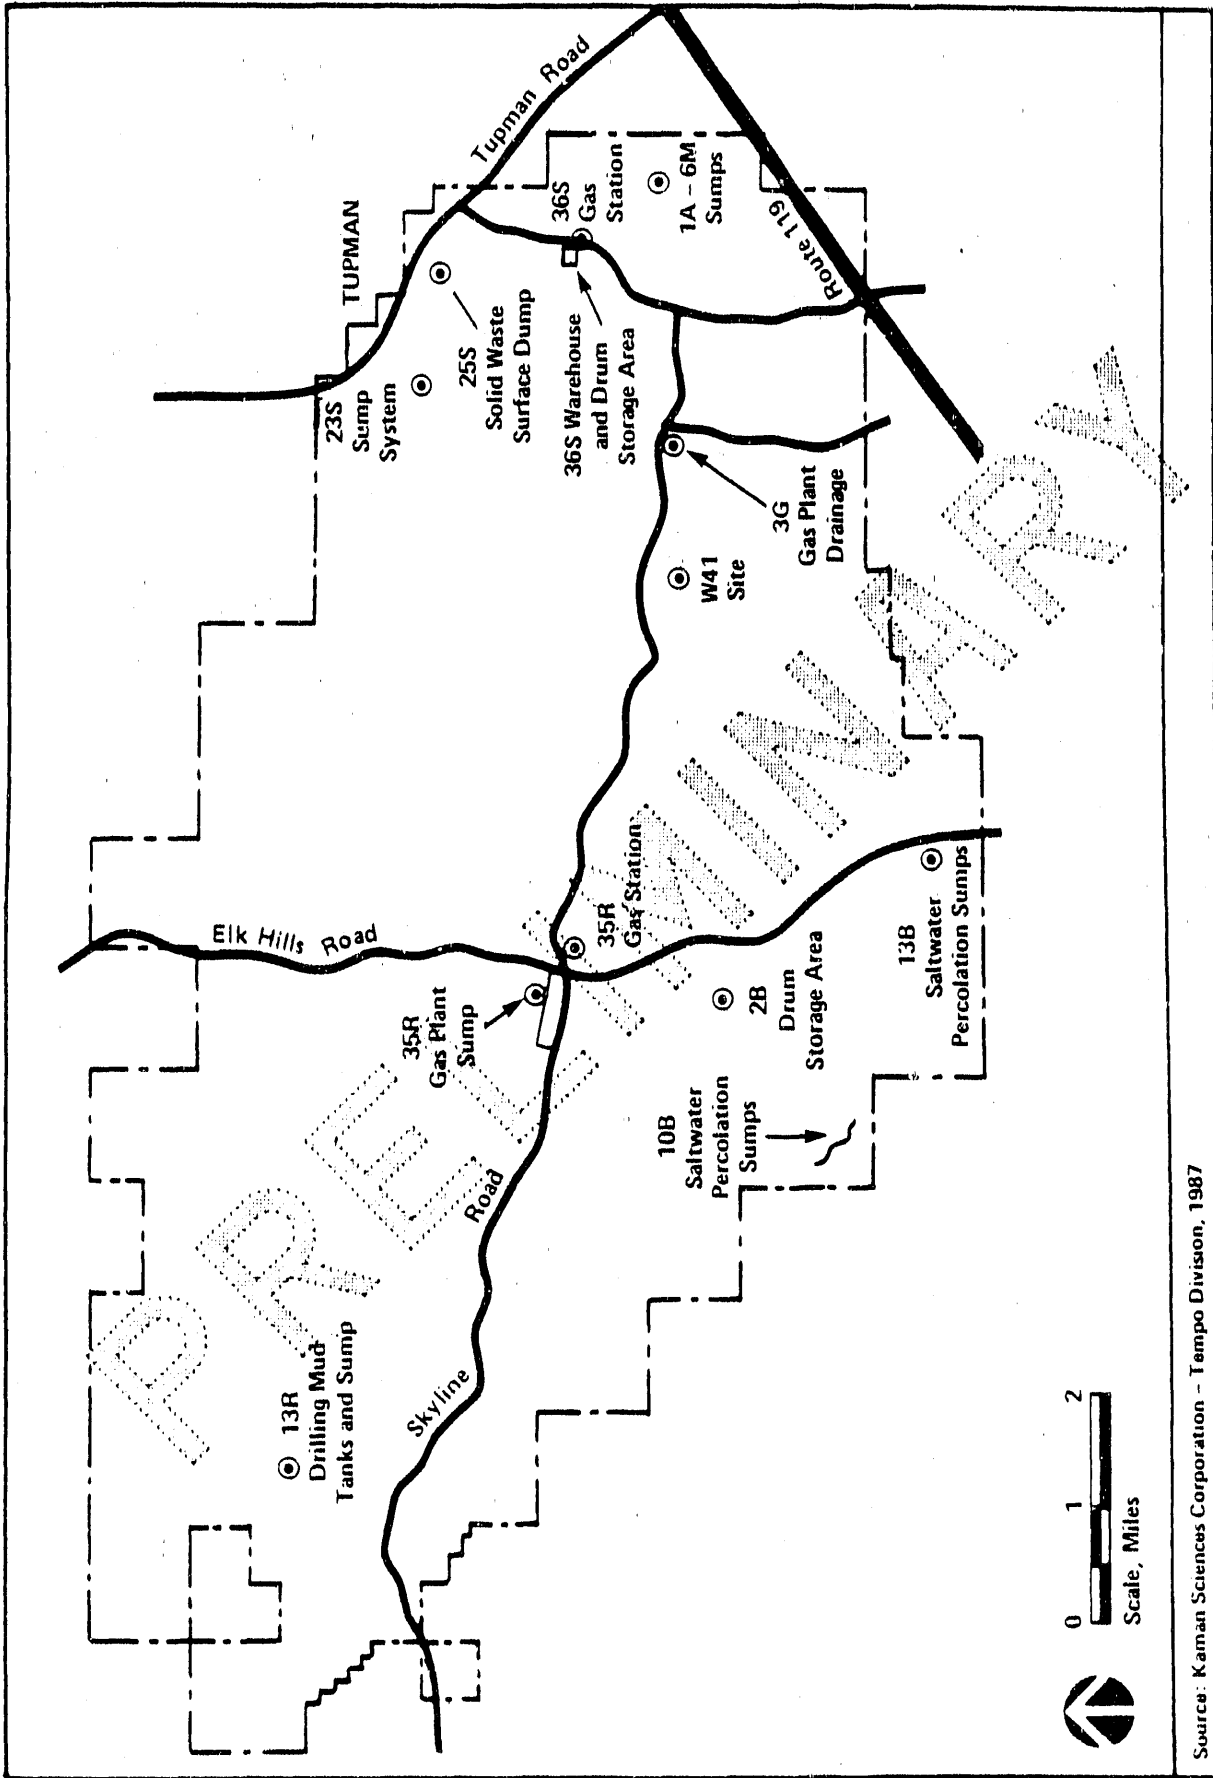 Tupman Road
TUPMAN
23S
Sump
System
25S
Solid Waste
Surface Dump
36S
Gas
Station
1A - 6M
Sumps
36S Warehouse
and Drum
Storage Area
Route 119
3G
Gas Plant
Drainage
W41
Site
Elk Hills Road
35R
Gas Plant
Sump
35R
Gas Station
2B
Drum
Storage Area
13B
Saltwater
Percolation Sumps
10B
Saltwater
Percolation
Sumps
Skyline Road
13R
Drilling Mud
Tanks and Sump
PRELIMINARY
0 1 2
Scale, Miles
Source: Kaman Sciences Corporation - Tempo Division, 1987